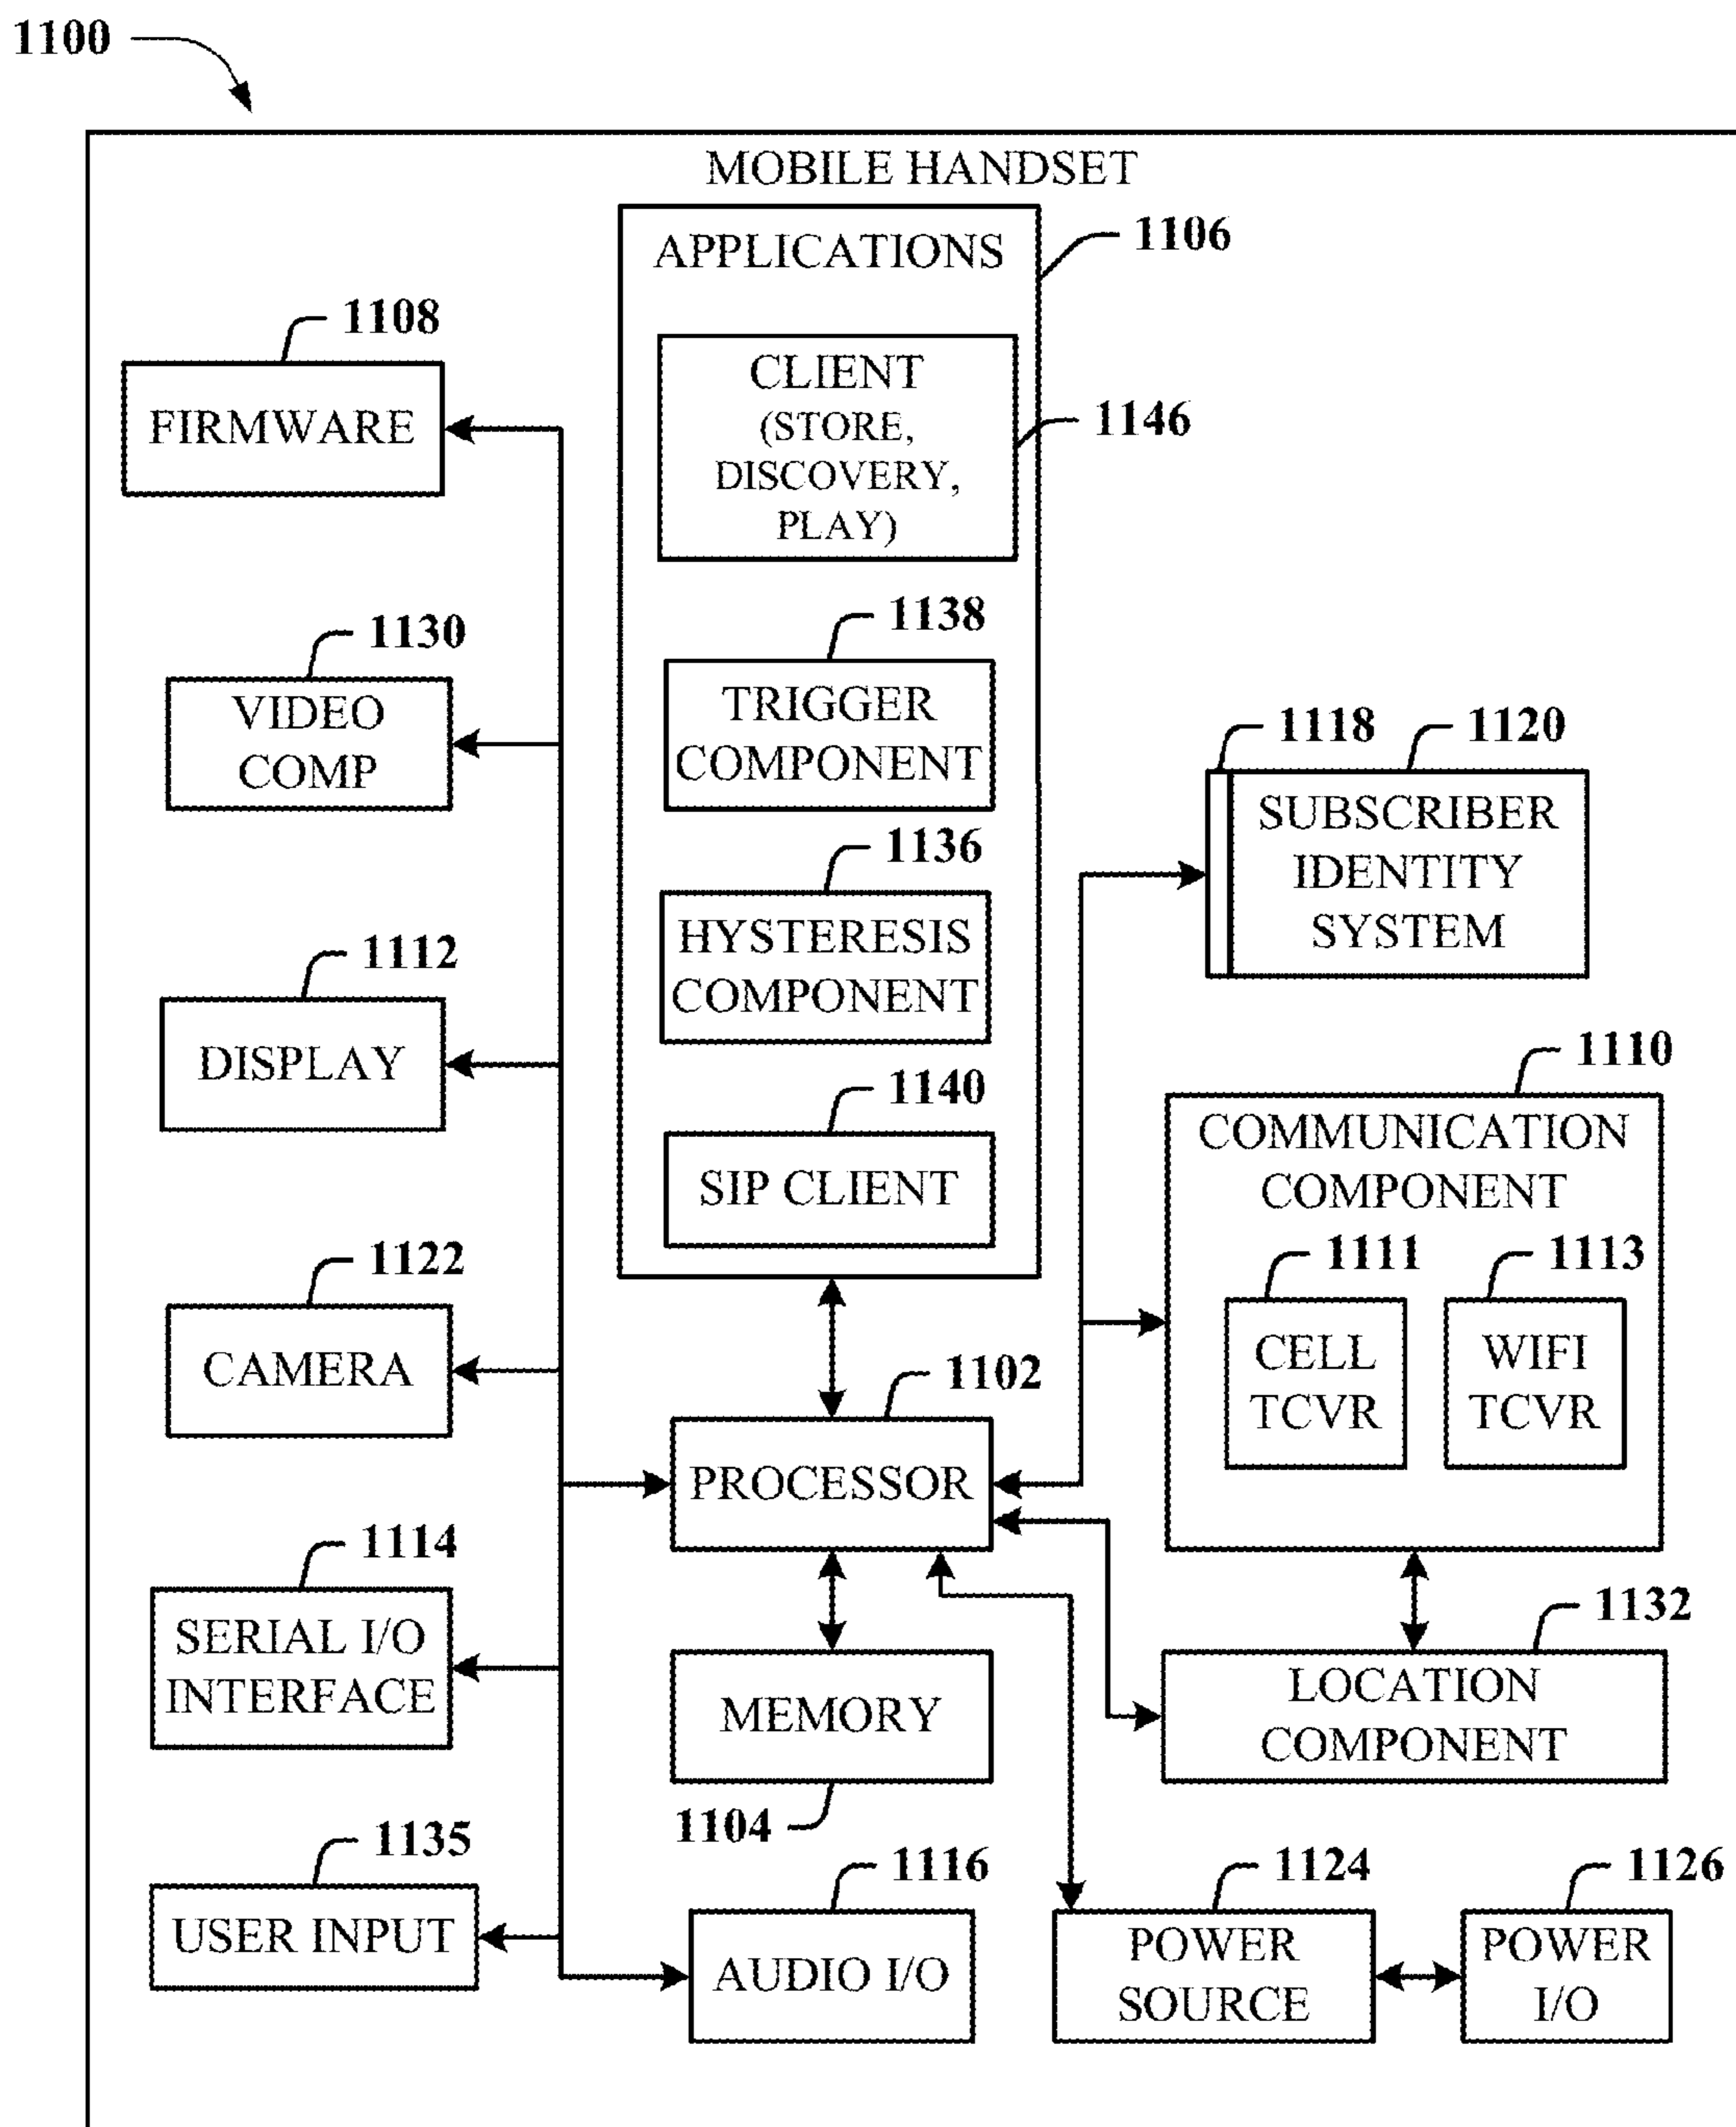 1100
MOBILE HANDSET
1106
APPLICATIONS
1108
FIRMWARE
CLIENT
(STORE,
DISCOVERY,
PLAY)
1146
1130
VIDEO
COMP
1138
TRIGGER
COMPONENT
1118
1120
SUBSCRIBER
IDENTITY
SYSTEM
1136
HYSTERESIS
COMPONENT
1112
DISPLAY
1140
SIP CLIENT
1110
COMMUNICATION
COMPONENT
1111
CELL
TCVR
1113
WIFI
TCVR
1122
CAMERA
1102
PROCESSOR
1114
SERIAL I/O
INTERFACE
MEMORY
1104
1132
LOCATION
COMPONENT
1135
USER INPUT
1116
AUDIO I/O
1124
POWER
SOURCE
1126
POWER
I/O